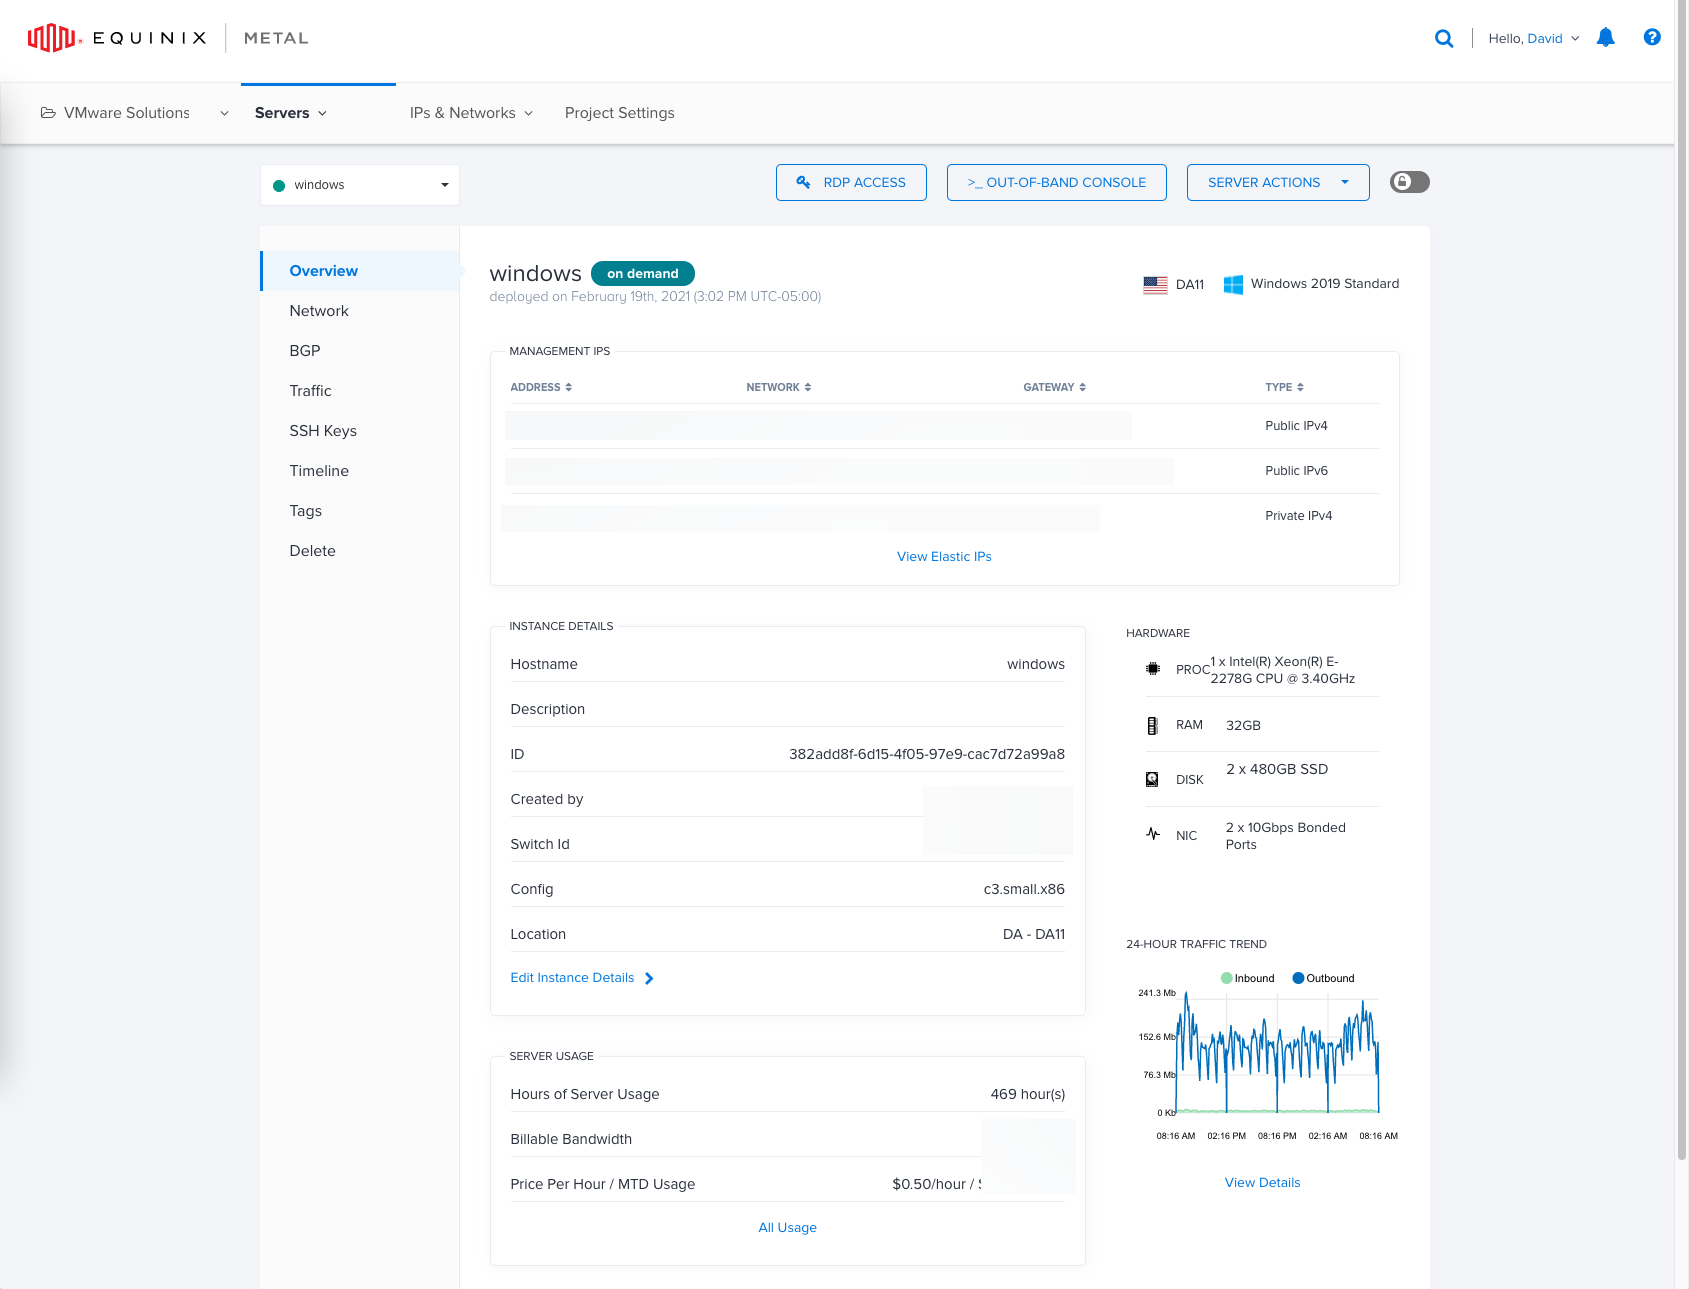 EQUINIX METAL
Hello, David
VMware Solutions
Servers
IPs & Networks
Project Settings
windows
RDP ACCESS
>_ OUT-OF-BAND CONSOLE
SERVER ACTIONS
Overview
Network
BGP
Traffic
SSH Keys
Timeline
Tags
Delete
windows on demand
deployed on February 19th, 2021 (3:02 PM UTC-05:00)
DA11
Windows 2019 Standard
MANAGEMENT IPS
ADDRESS NETWORK GATEWAY TYPE
Public IPv4
Public IPv6
Private IPv4
View Elastic IPs
INSTANCE DETAILS
Hostname windows
Description
ID 382add8f-6d15-4f05-97e9-cac7d72a99a8
Created by
Switch Id
Config c3.small.x86
Location DA - DA11
Edit Instance Details
HARDWARE
PROC 1 x Intel(R) Xeon(R) E-
2278G CPU @ 3.40GHz
RAM 32GB
DISK 2 x 480GB SSD
NIC 2 x 10Gbps Bonded
Ports
24-HOUR TRAFFIC TREND
Inbound Outbound
241.3 Mb
152.6 Mb
76.3 Mb
0 Kb
08:16 AM 02:16 PM 08:16 PM 02:16 AM 08:16 AM
View Details
SERVER USAGE
Hours of Server Usage 469 hour(s)
Billable Bandwidth
Price Per Hour / MTD Usage $0.50/hour /
All Usage